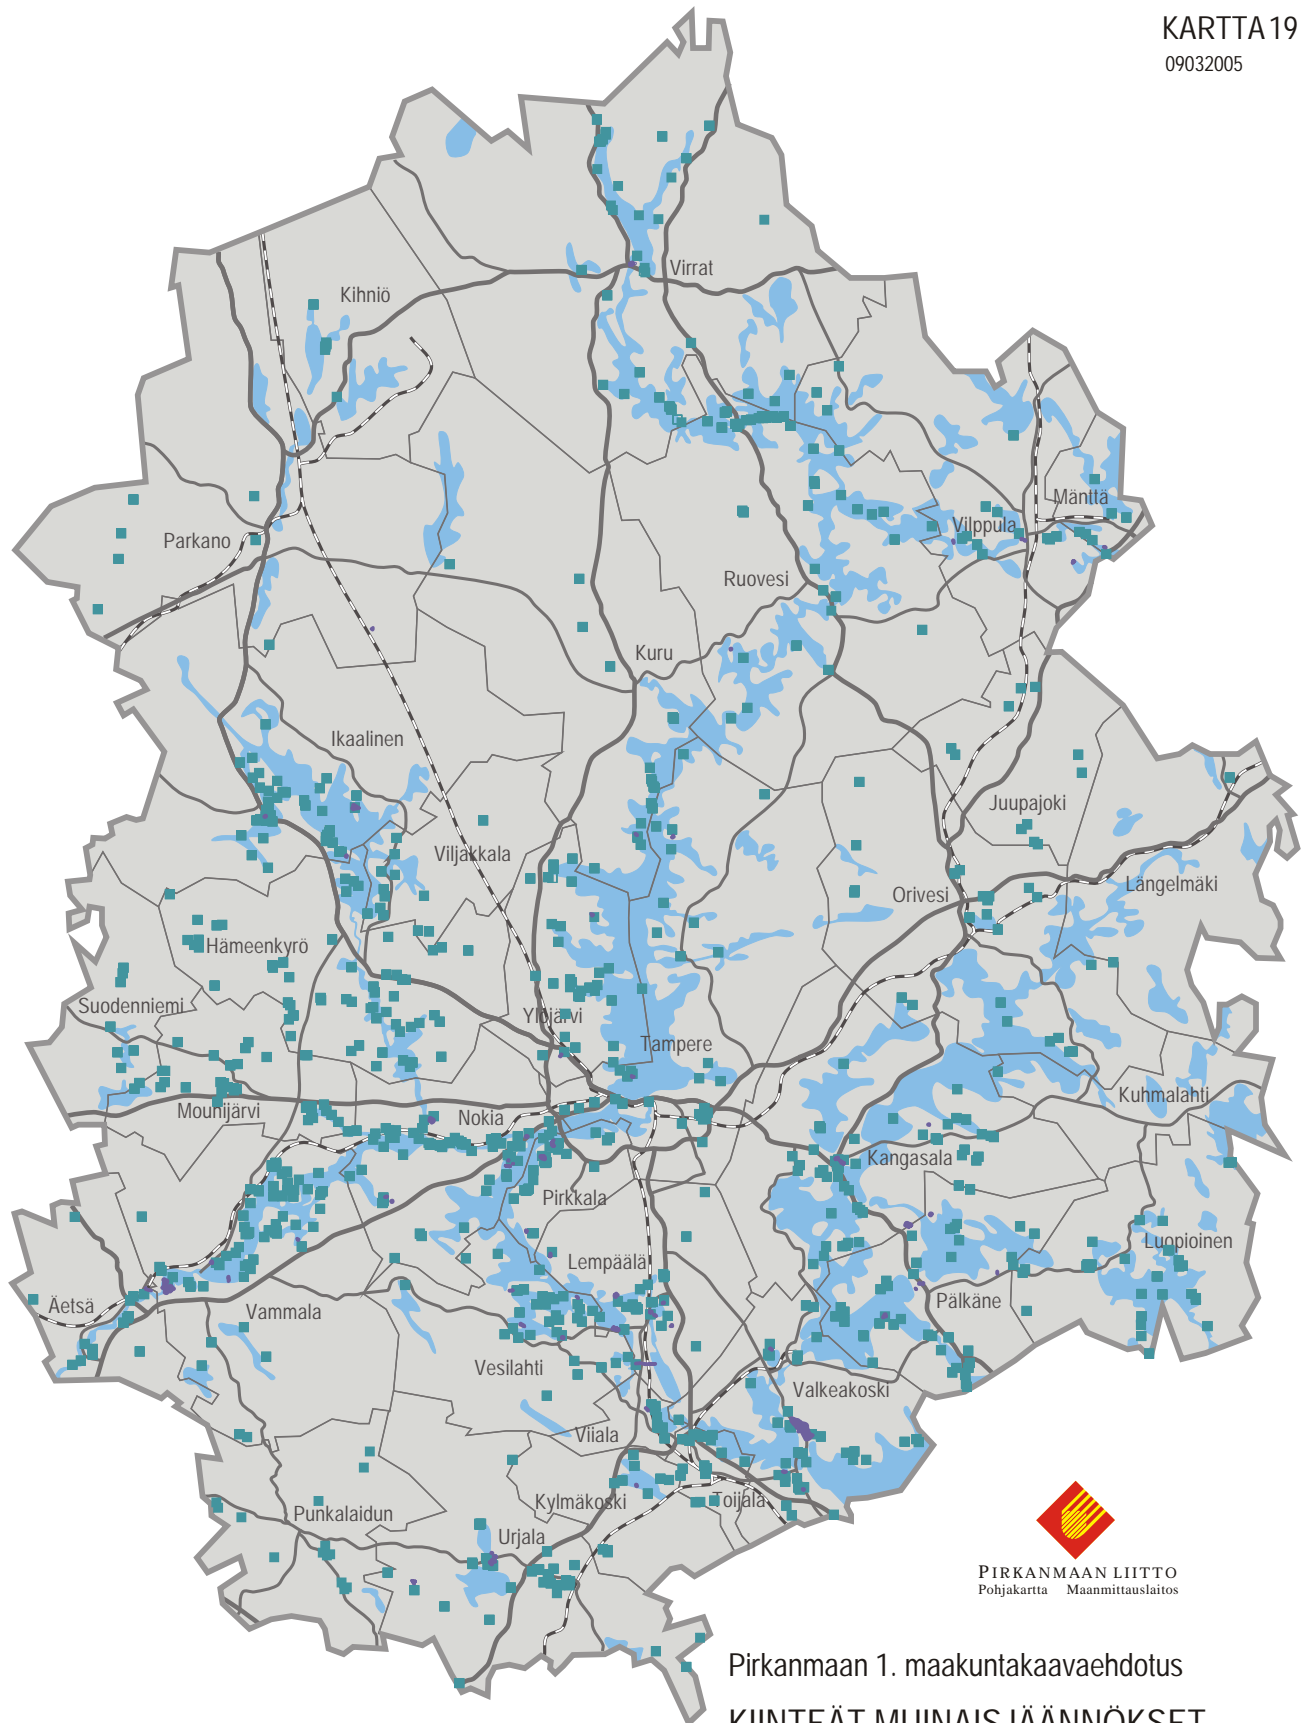 KARTTA 19
09032005
Virrat
Kihniö
Mänttä
Vilppula
Parkano
Ruovesi
Kuru
Ikaalinen
Juupajoki
Viljakkala
Längelmäki
Orivesi
Hämeenkyrö
Suodenniemi
Ylöjärvi
Tampere
Kuhmalahti
Mouhijärvi
Nokia
Kangasala
Pirkkala
Luopioinen
Lempäälä
Pälkäne
Äetsä
Vammala
Vesilahti
Valkeakoski
Viiala
Kylmäkoski
Toijala
Punkalaidun
Urjala
PIRKANMAAN LIITTO
Pohjakartta Maanmittauslaitos
Pirkanmaan 1. maakuntakaavaehdotus
KIINTEÄT MUINAISJÄÄNNÖKSET